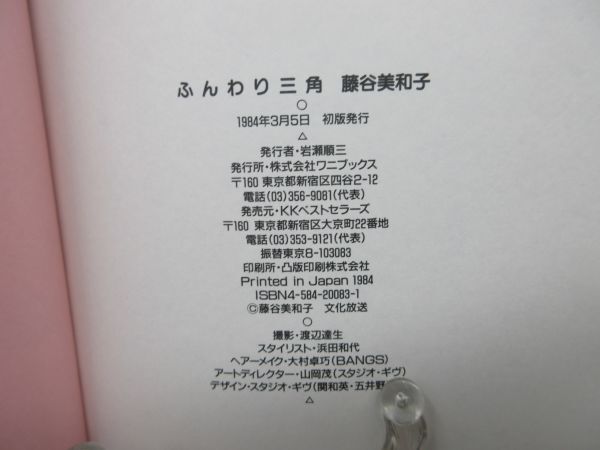 ふんわり三角 藤谷美和子
○
1984年3月5日 初版発行
△
発行者・岩瀬順三
発行所・株式会社ワニブックス
〒160 東京都新宿区四谷2-12
電話(03)356-9081(代表)
発売元・KKベストセラーズ
〒160 東京都新宿区大京町22番地
電話(03)353-9121(代表)
振替東京8-103083
印刷所・凸版印刷株式会社
Printed in Japan 1984
ISBN4-584-20083-1
©藤谷美和子 文化放送
○
撮影・渡辺達生
スタイリスト・浜田和代
ヘアーメイク・大村卓巧(BANGS)
アートディレクター・山岡茂(スタジオ・ギヴ)
デザイン・スタジオ・ギヴ(関和英・五井野
△